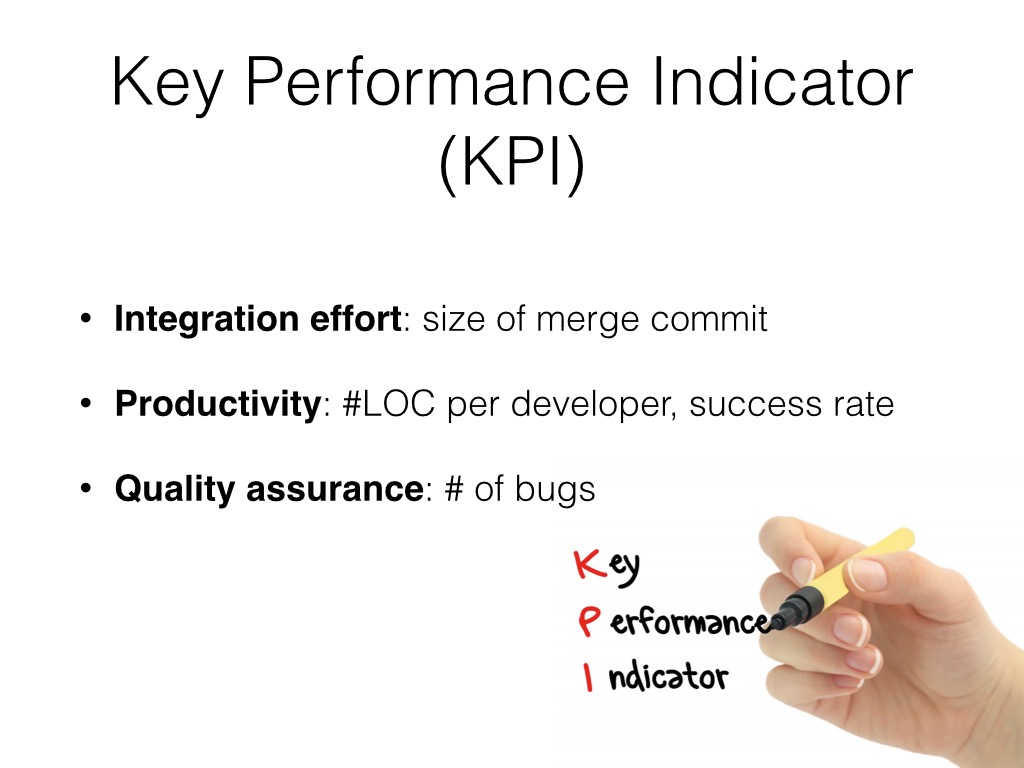 Key Performance Indicator
(KPI)
• Integration effort: size of merge commit
• Productivity: #LOC per developer, success rate
• Quality assurance: # of bugs
Key
Performance
Indicator